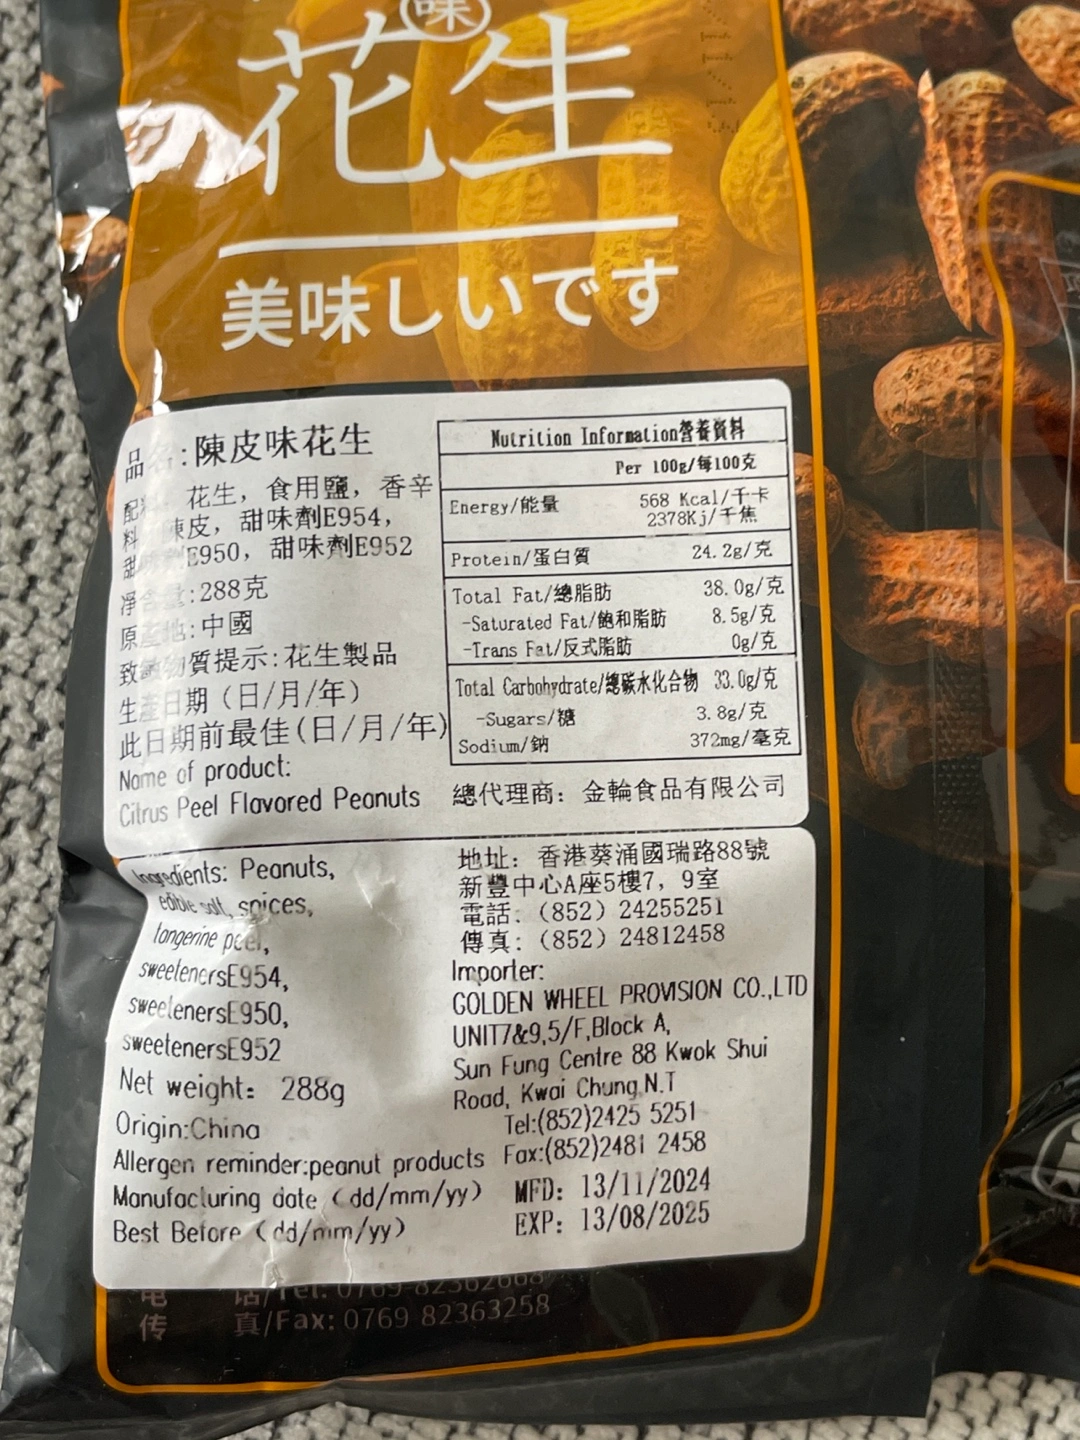 味
花生
美味しいです
品名:陳皮味花生
配料: 花生，食用鹽，香辛
料，陳皮，甜味劑E954，
甜味劑E950，甜味劑E952
淨含量:288克
原產地:中國
致敏物質提示:花生製品
生產日期（日/月/年）
此日期前最佳(日/月/年)
Name of product:
Citrus Peel Flavored Peanuts
Nutrition Information營養資料
Per 100g/每100克
Energy/能量 568 Kcal/千卡
2378Kj/千焦
Protein/蛋白質 24.2g/克
Total Fat/總脂肪 38.0g/克
-Saturated Fat/飽和脂肪 8.5g/克
-Trans Fat/反式脂肪 0g/克
Total Carbohydrate/總碳水化合物 33.0g/克
-Sugars/糖 3.8g/克
Sodium/鈉 372mg/毫克
總代理商：金輪食品有限公司
Ingredients: Peanuts,
edible salt, spices,
tangerine peel,
sweetenersE954,
sweetenersE950,
sweetenersE952
Net weight: 288g
Origin:China
Allergen reminder:peanut products
Manufacturing date（dd/mm/yy）
Best Before（dd/mm/yy）
地址：香港葵涌國瑞路88號
新豐中心A座5樓7，9室
電話：（852）24255251
傳真：（852）24812458
Importer:
GOLDEN WHEEL PROVISION CO.,LTD
UNIT7&9,5/F,Block A,
Sun Fung Centre 88 Kwok Shui
Road, Kwai Chung,N.T
Tel:(852)2425 5251
Fax:(852)2481 2458
MFD: 13/11/2024
EXP: 13/08/2025
电 话/Tel: 0769-82362668
传 真/Fax: 0769 82363258